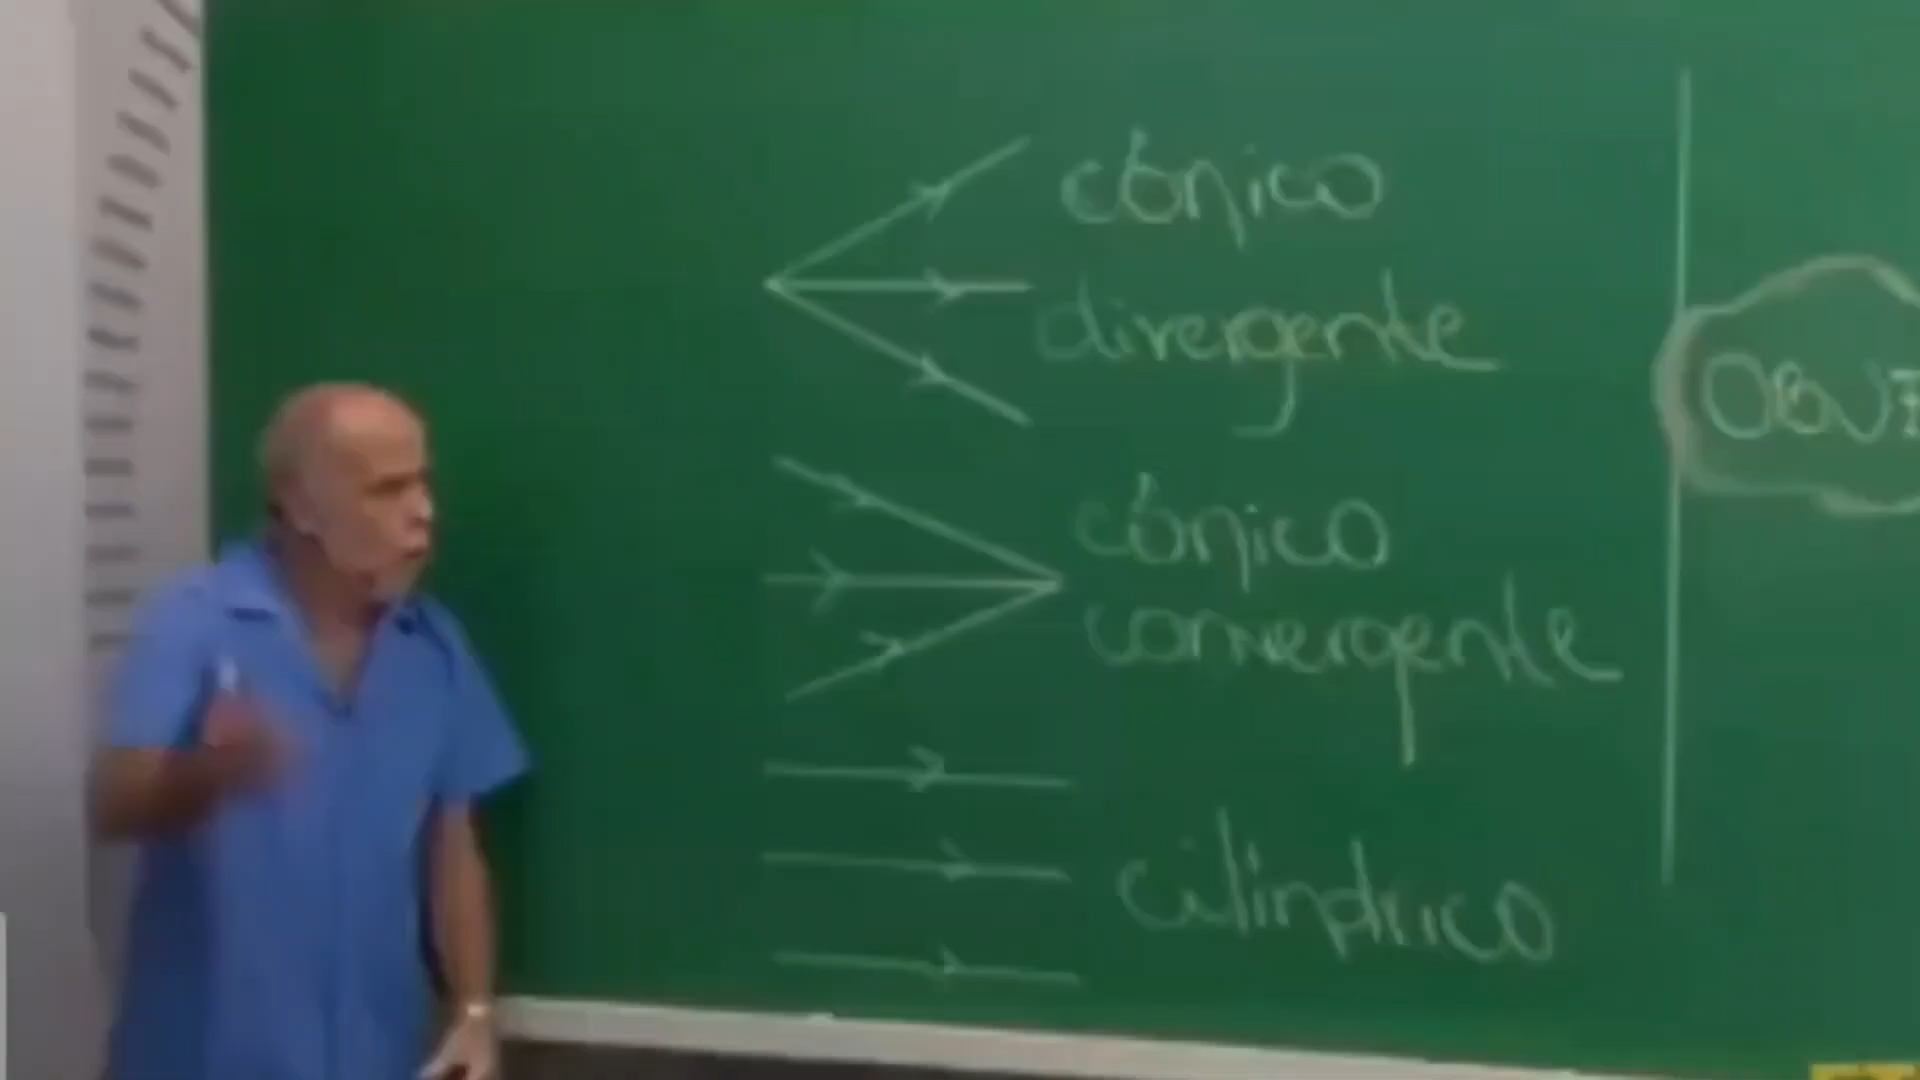 cônico
divergente
cônico
convergente
cilíndrico